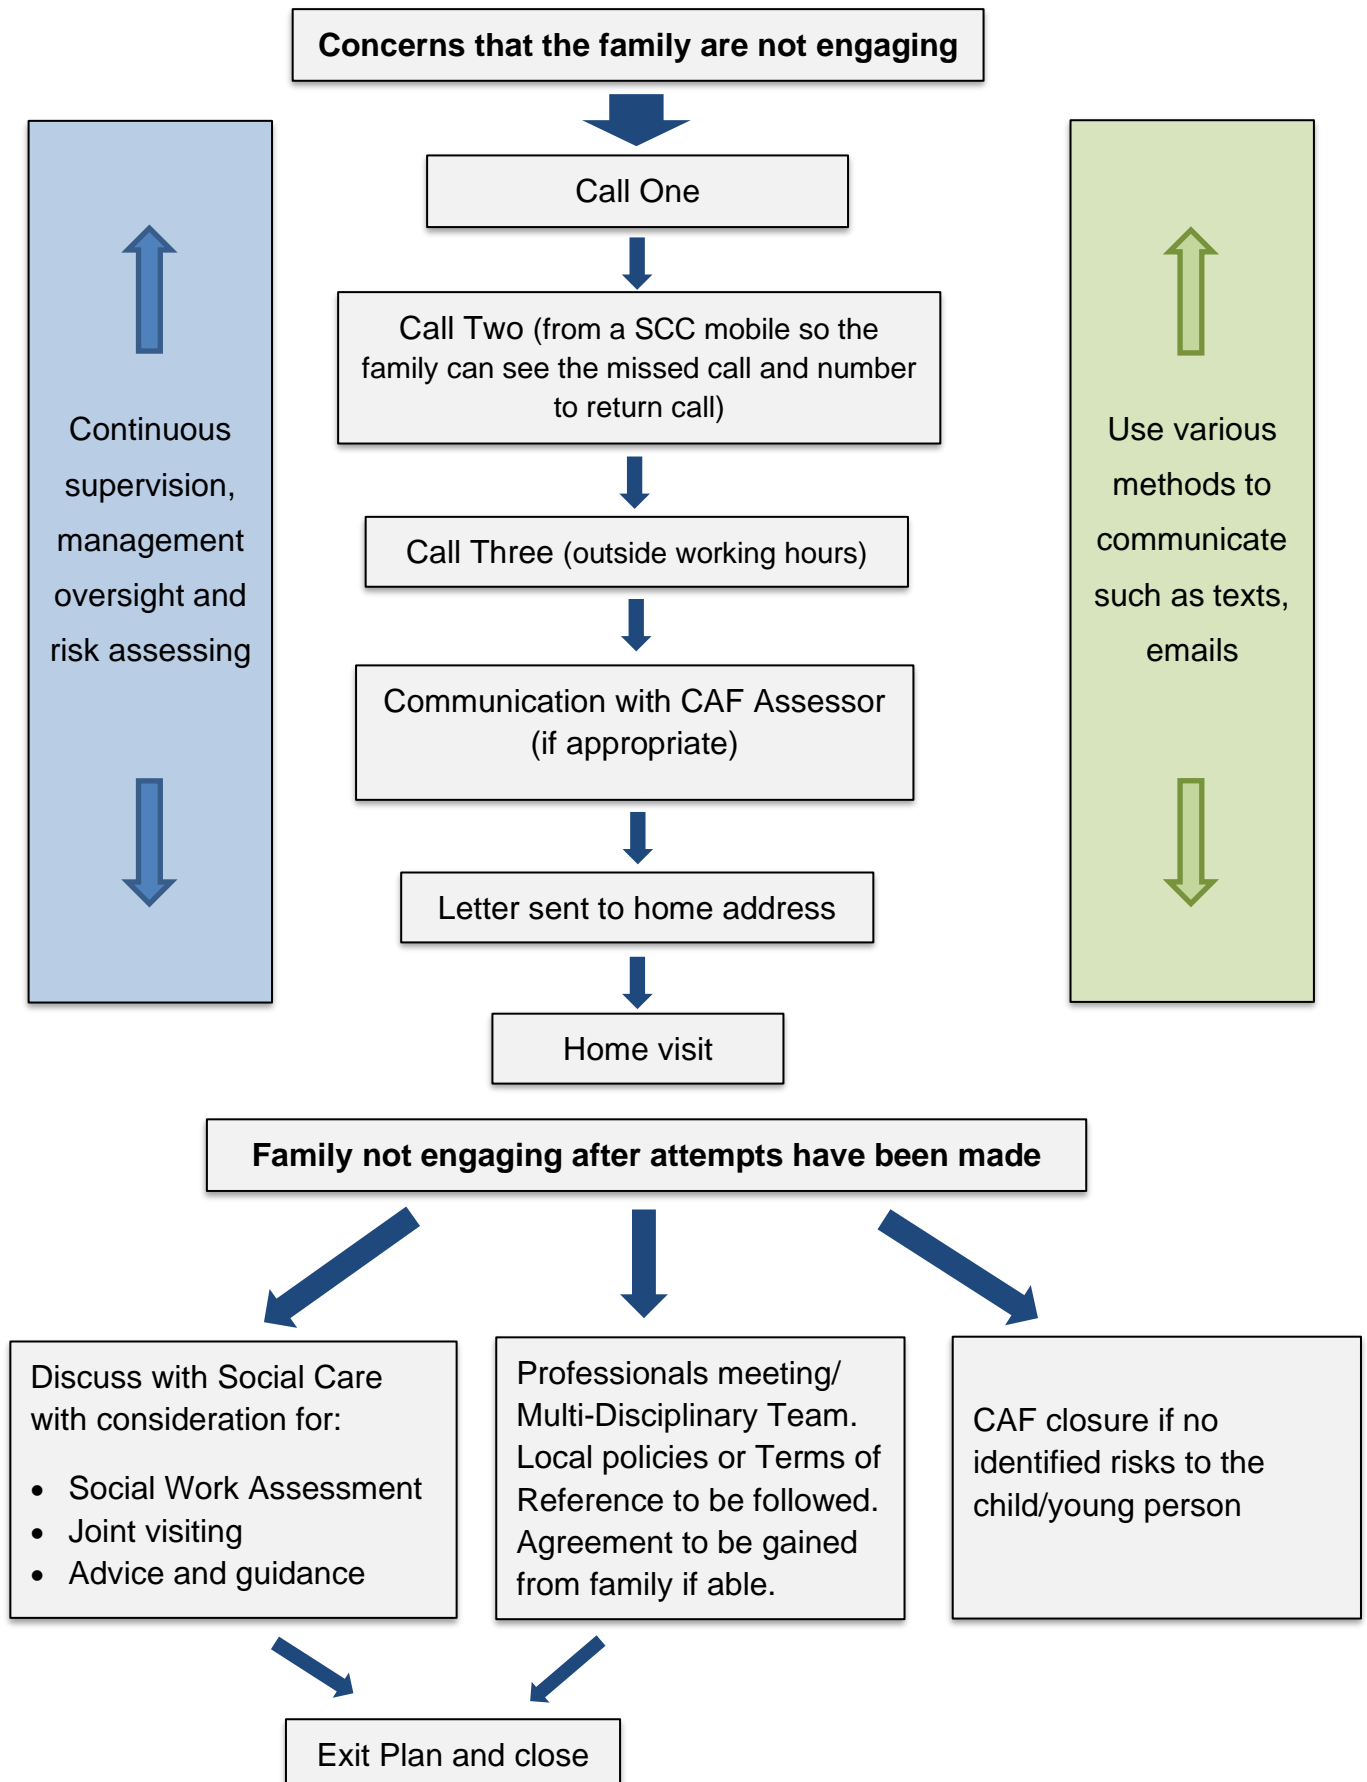 Concerns that the family are not engaging
Call One
Call Two (from a SCC mobile so the
family can see the missed call and number
to return call)
Call Three (outside working hours)
Communication with CAF Assessor
(if appropriate)
Letter sent to home address
Home visit
Continuous
supervision,
management
oversight and
risk assessing
Use various
methods to
communicate
such as texts,
emails
Family not engaging after attempts have been made
Discuss with Social Care
with consideration for:
• Social Work Assessment
• Joint visiting
• Advice and guidance
Professionals meeting/
Multi-Disciplinary Team.
Local policies or Terms of
Reference to be followed.
Agreement to be gained
from family if able.
CAF closure if no
identified risks to the
child/young person
Exit Plan and close